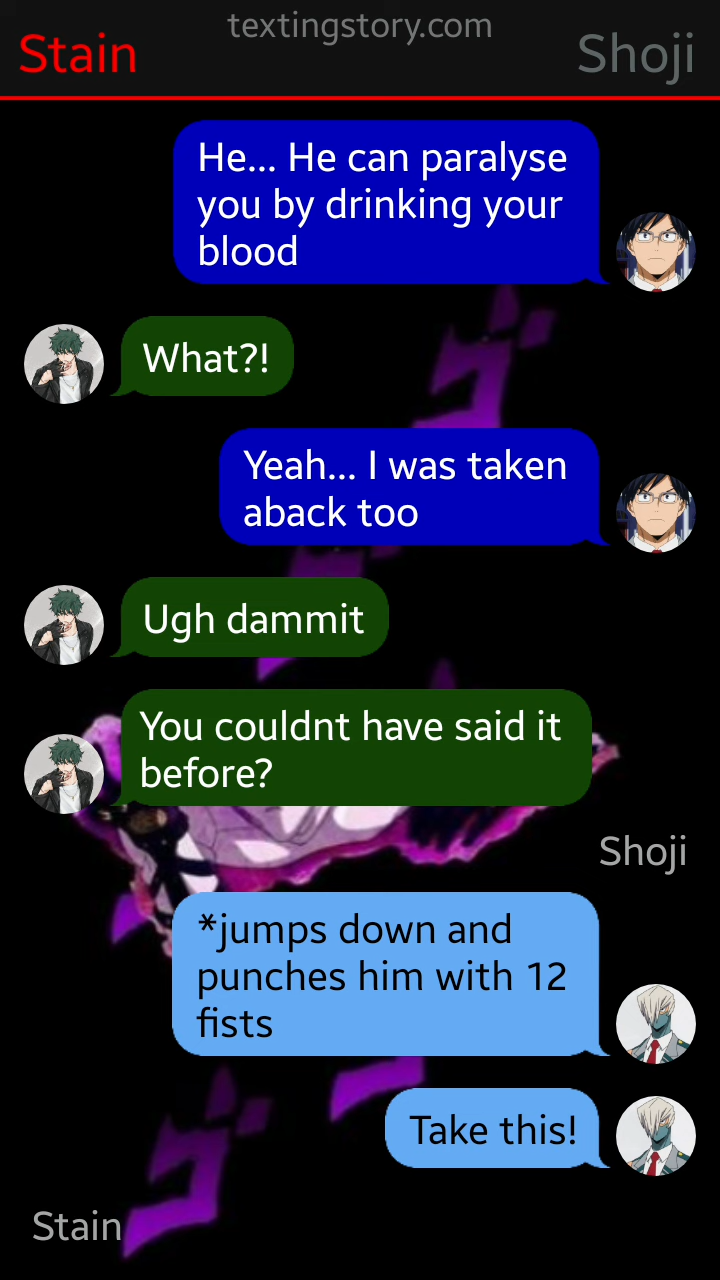 textingstory.com
Stain
Shoji
He... He can paralyse
you by drinking your
blood
What?!
Yeah... I was taken
aback too
Ugh dammit
You couldnt have said it
before?
Shoji
*jumps down and
punches him with 12
fists
Take this!
Stain